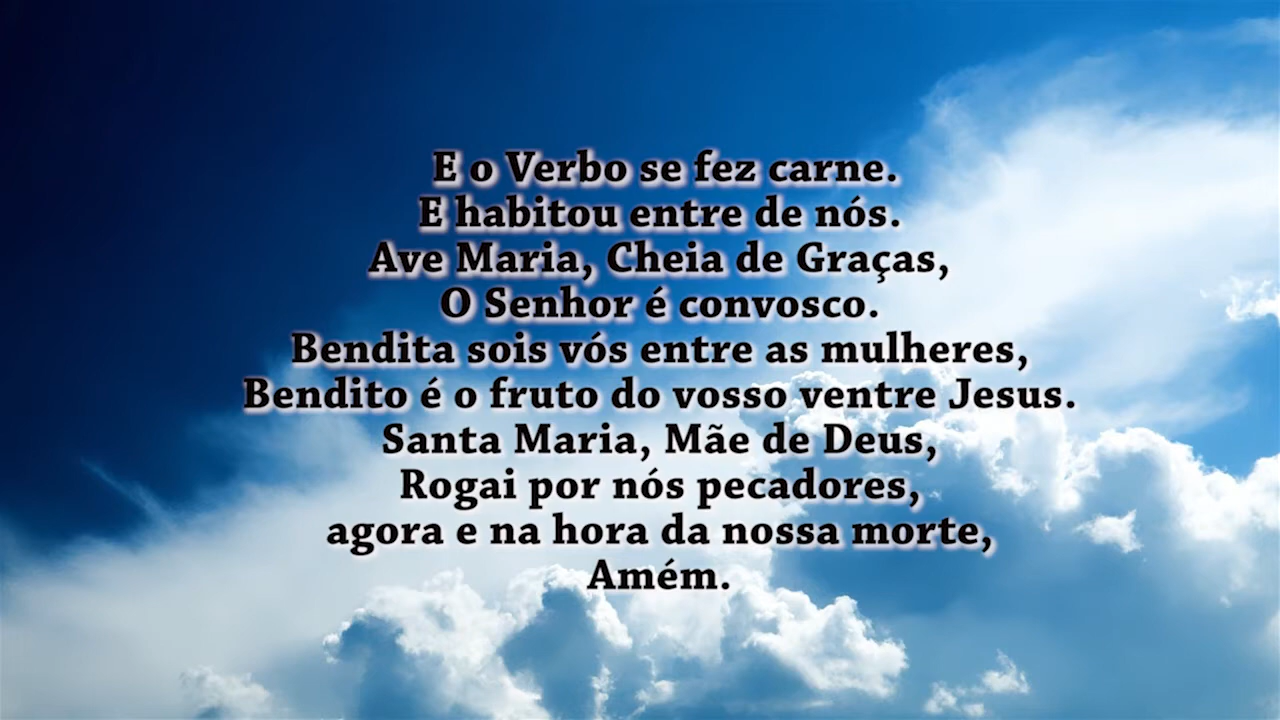 E o Verbo se fez carne.
E habitou entre de nós.
Ave Maria, Cheia de Graças,
O Senhor é convosco.
Bendita sois vós entre as mulheres,
Bendito é o fruto do vosso ventre Jesus.
Santa Maria, Mãe de Deus,
Rogai por nós pecadores,
agora e na hora da nossa morte,
Amém.